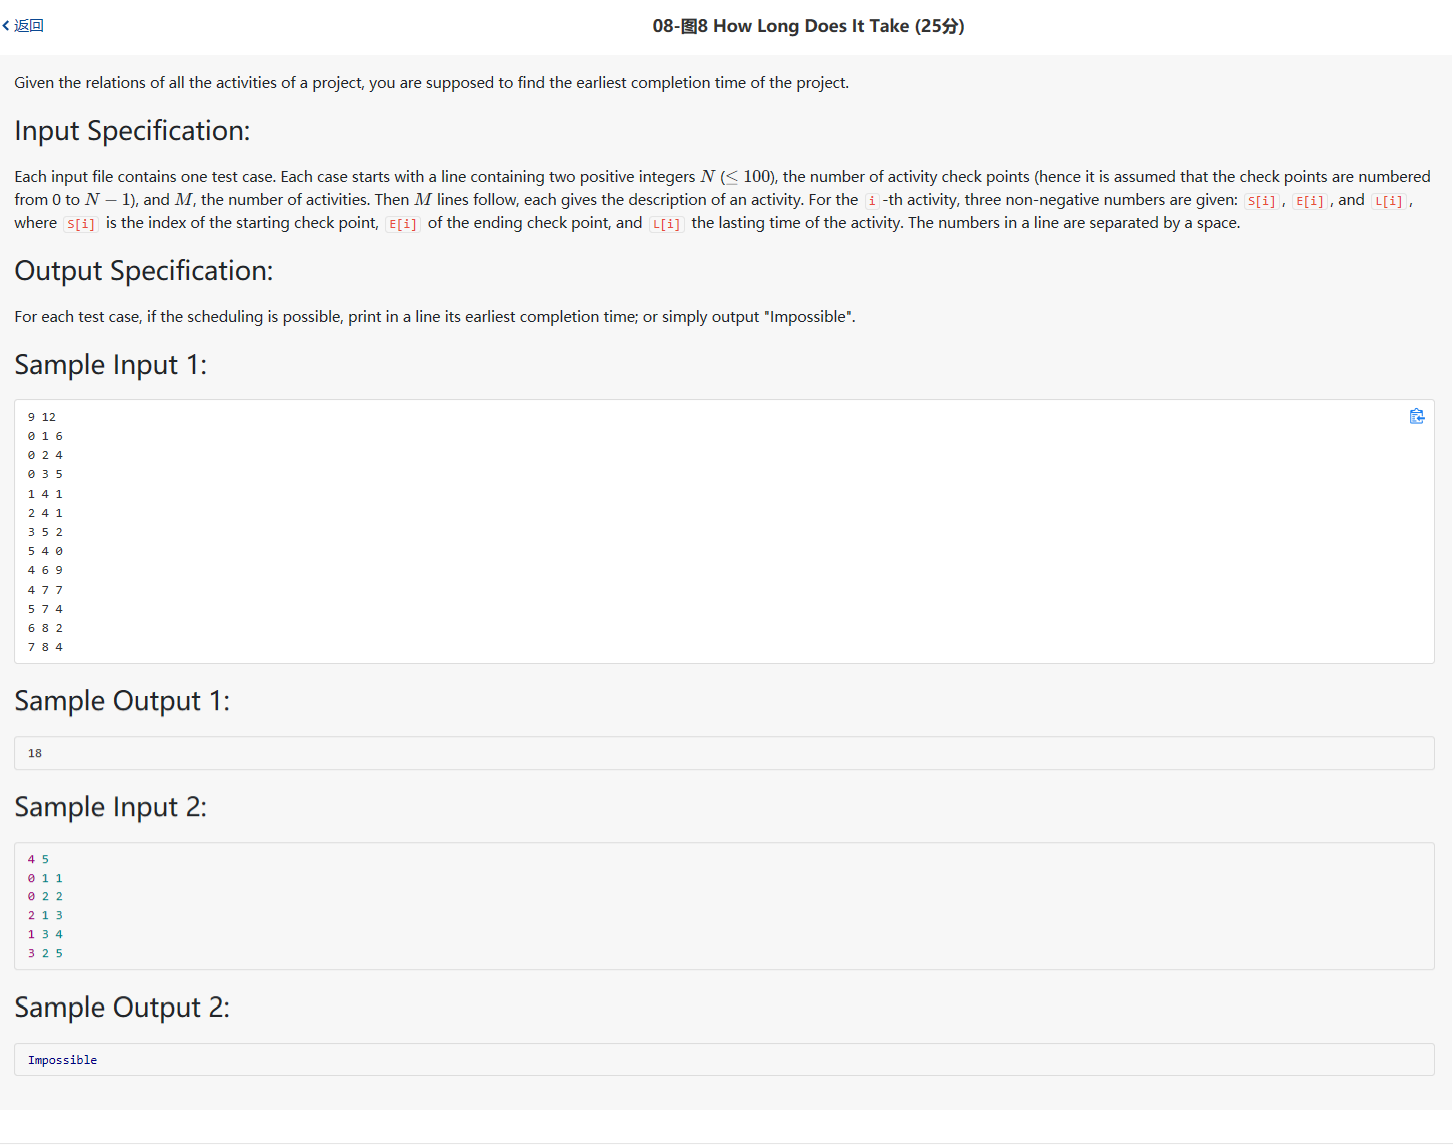 返回
08-图8 How Long Does It Take (25分)
Given the relations of all the activities of a project, you are supposed to find the earliest completion time of the project.
Input Specification:
Each input file contains one test case. Each case starts with a line containing two positive integers N (≤ 100), the number of activity check points (hence it is assumed that the check points are numbered
from 0 to N − 1), and M, the number of activities. Then M lines follow, each gives the description of an activity. For the i -th activity, three non-negative numbers are given: S[i] , E[i] , and L[i] ,
where S[i] is the index of the starting check point, E[i] of the ending check point, and L[i] the lasting time of the activity. The numbers in a line are separated by a space.
Output Specification:
For each test case, if the scheduling is possible, print in a line its earliest completion time; or simply output "Impossible".
Sample Input 1:
9 12
0 1 6
0 2 4
0 3 5
1 4 1
2 4 1
3 5 2
5 4 0
4 6 9
4 7 7
5 7 4
6 8 2
7 8 4
Sample Output 1:
18
Sample Input 2:
4 5
0 1 1
0 2 2
2 1 3
1 3 4
3 2 5
Sample Output 2:
Impossible